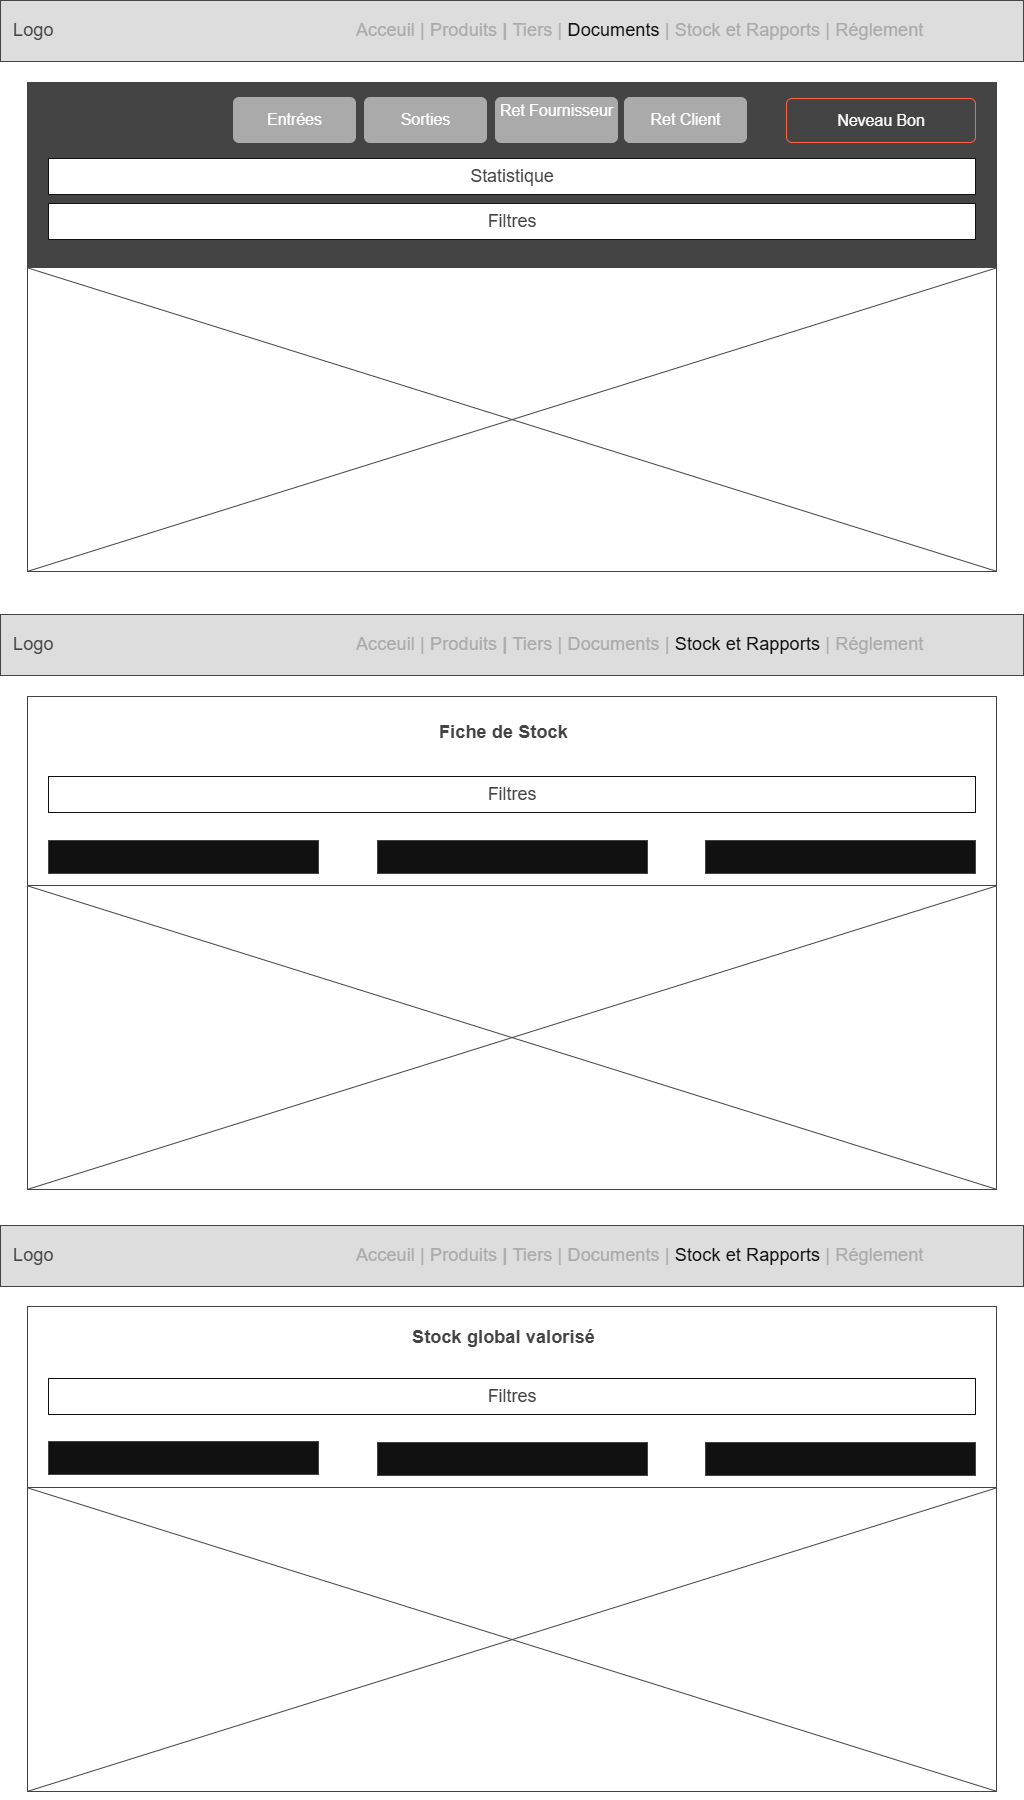 Logo
Acceuil | Produits | Tiers | Documents | Stock et Rapports | Réglement
Entrées
Sorties
Ret Fournisseur
Ret Client
Neveau Bon
Statistique
Filtres
Logo
Acceuil | Produits | Tiers | Documents | Stock et Rapports | Réglement
Fiche de Stock
Filtres
Logo
Acceuil | Produits | Tiers | Documents | Stock et Rapports | Réglement
Stock global valorisé
Filtres